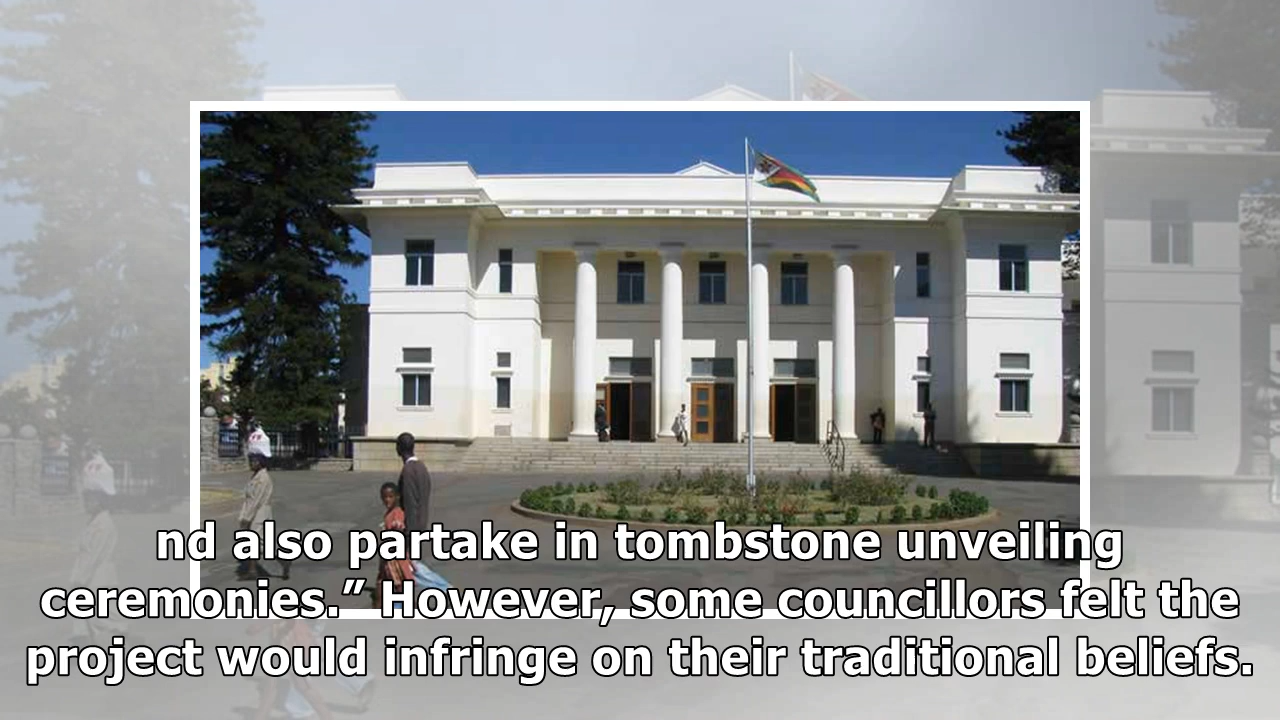 nd also partake in tombstone unveiling
ceremonies.” However, some councillors felt the
project would infringe on their traditional beliefs.